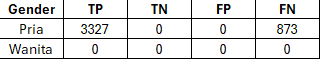 Gender TP TN FP FN
Pria 3327 0 0 873
Wanita 0 0 0 0